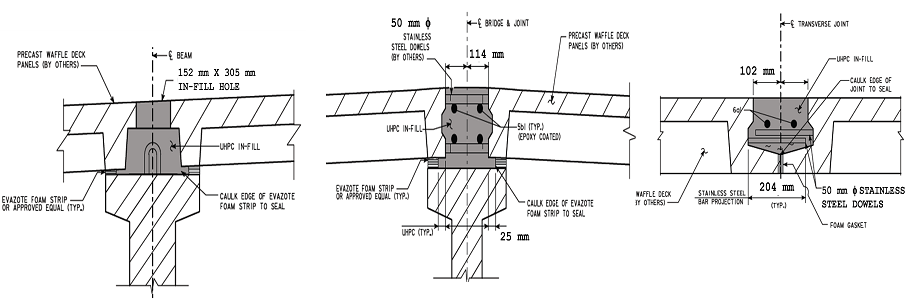 ℄ BEAM
PRECAST WAFFLE DECK
PANELS (BY OTHERS)
152 mm X 305 mm
IN-FILL HOLE
UHPC IN-FILL
EVAZOTE FOAM STRIP
OR APPROVED EQUAL (TYP.)
CAULK EDGE OF EVAZOTE
FOAM STRIP TO SEAL
50 mm ϕ
STAINLESS
STEEL DOWELS
(BY OTHERS)
℄ BRIDGE & JOINT
114 mm
PRECAST WAFFLE DECK
PANELS (BY OTHERS)
UHPC IN-FILL
5b1 (TYP.)
(EPOXY COATED)
EVAZOTE FOAM STRIP
OR APPROVED EQUAL (TYP.)
CAULK EDGE OF EVAZOTE
FOAM STRIP TO SEAL
UHPC (TYP.)
25 mm
℄ TRANSVERSE JOINT
UHPC IN-FILL
102 mm
CAULK EDGE OF
JOINT TO SEAL
WAFFLE DECK
(BY OTHERS)
STAINLESS STEEL
BAR PROJECTION
204 mm
(TYP.)
50 mm ϕ STAINLESS
STEEL DOWELS
FOAM GASKET